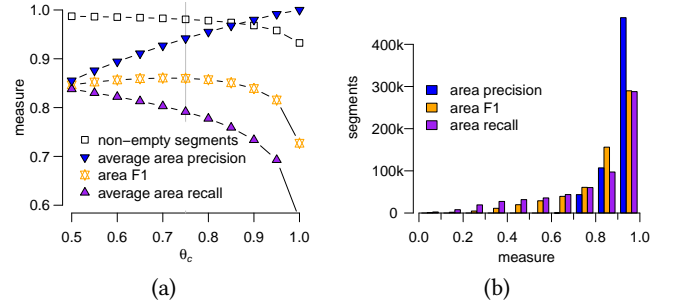 1.0
0.9
0.8
0.7
0.6
measure
non−empty segments
average area precision
area F1
average area recall
0.5 0.6 0.7 0.8 0.9 1.0
θc
(a)
400k
300k
200k
100k
0
segments
area precision
area F1
area recall
0.0 0.2 0.4 0.6 0.8 1.0
measure
(b)